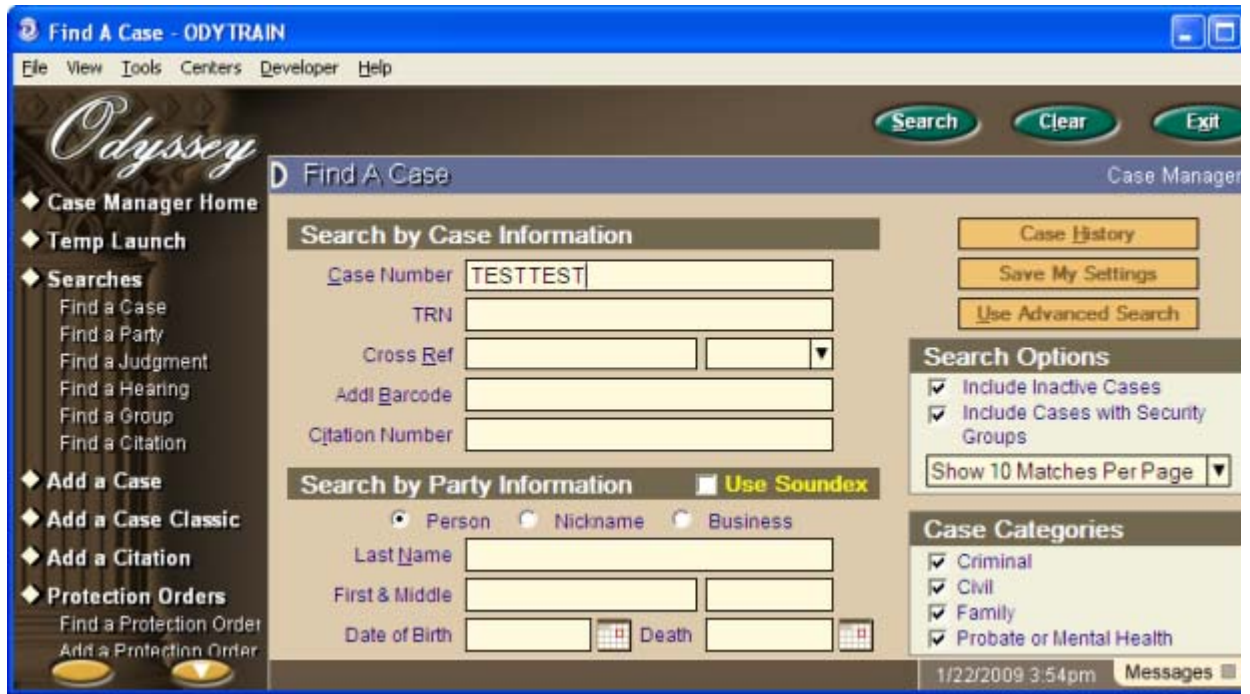 Find A Case - ODYTRAIN
File View Tools Centers Developer Help
Odyssey
Search Clear Exit
Find A Case
Case Manager
Case Manager Home
Temp Launch
Searches
Find a Case
Find a Party
Find a Judgment
Find a Hearing
Find a Group
Find a Citation
Add a Case
Add a Case Classic
Add a Citation
Protection Orders
Find a Protection Order
Add a Protection Order
Search by Case Information
Case Number TESTTEST
TRN
Cross Ref
Addl Barcode
Citation Number
Search by Party Information Use Soundex
Person Nickname Business
Last Name
First & Middle
Date of Birth Death
Case History
Save My Settings
Use Advanced Search
Search Options
Include Inactive Cases
Include Cases with Security
Groups
Show 10 Matches Per Page
Case Categories
Criminal
Civil
Family
Probate or Mental Health
1/22/2009 3:54pm Messages